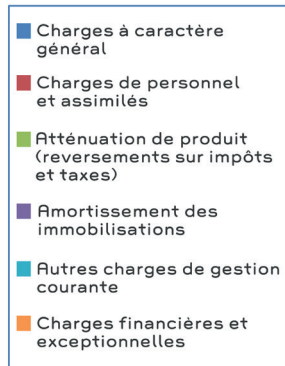 Charges à caractère
général
Charges de personnel
et assimilés
Atténuation de produit
(reversements sur impôts
et taxes)
Amortissement des
immobilisations
Autres charges de gestion
courante
Charges financières et
exceptionnelles